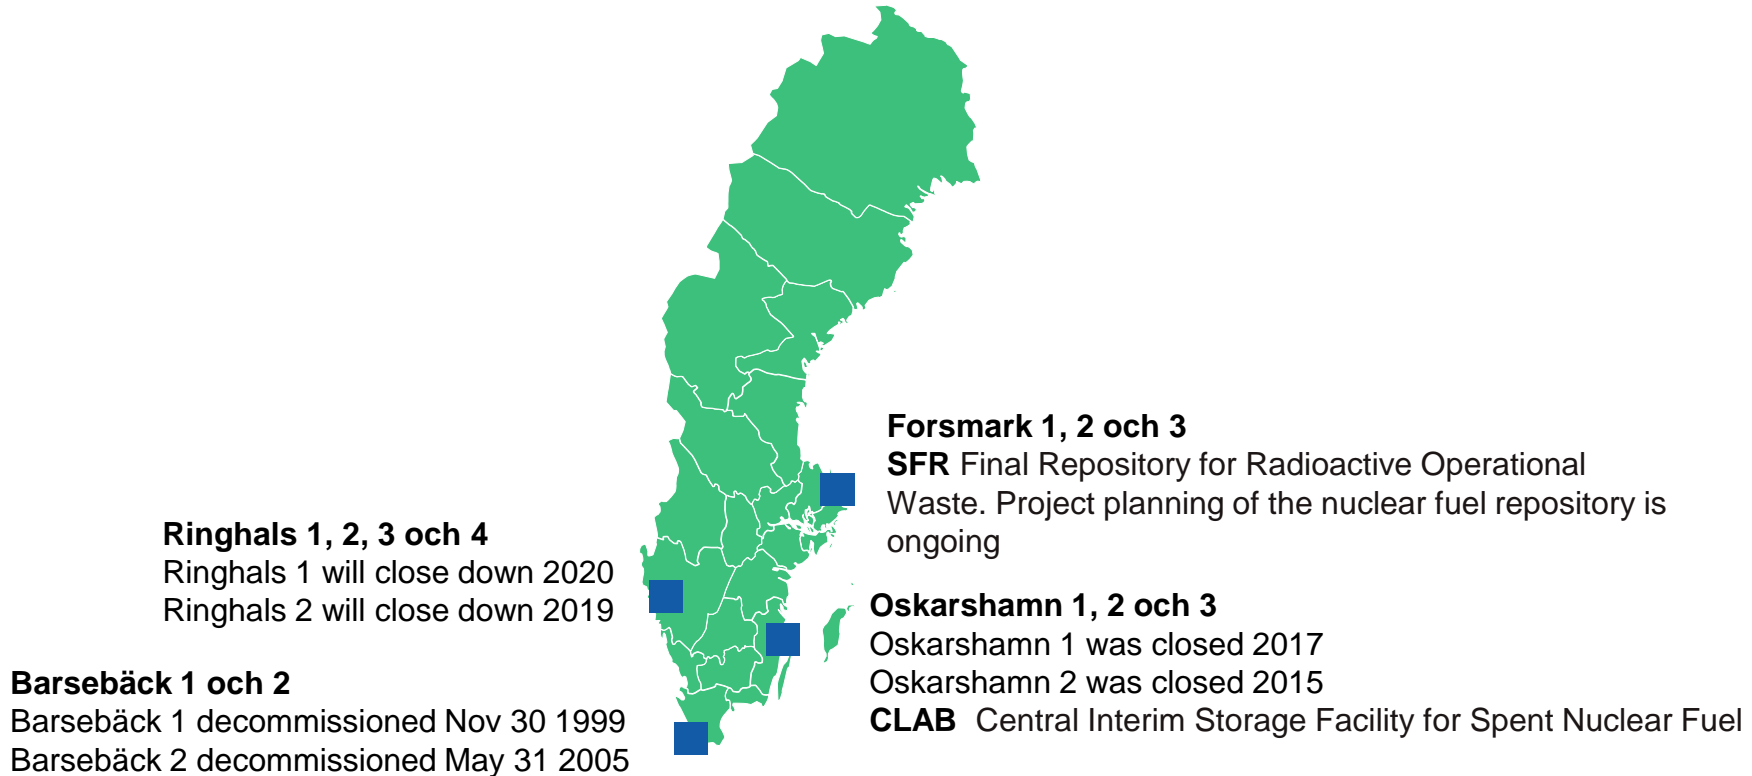 Forsmark 1, 2 och 3
SFR Final Repository for Radioactive Operational
Waste. Project planning of the nuclear fuel repository is
ongoing
Ringhals 1, 2, 3 och 4
Ringhals 1 will close down 2020
Ringhals 2 will close down 2019
Oskarshamn 1, 2 och 3
Oskarshamn 1 was closed 2017
Oskarshamn 2 was closed 2015
CLAB Central Interim Storage Facility for Spent Nuclear Fuel
Barsebäck 1 och 2
Barsebäck 1 decommissioned Nov 30 1999
Barsebäck 2 decommissioned May 31 2005